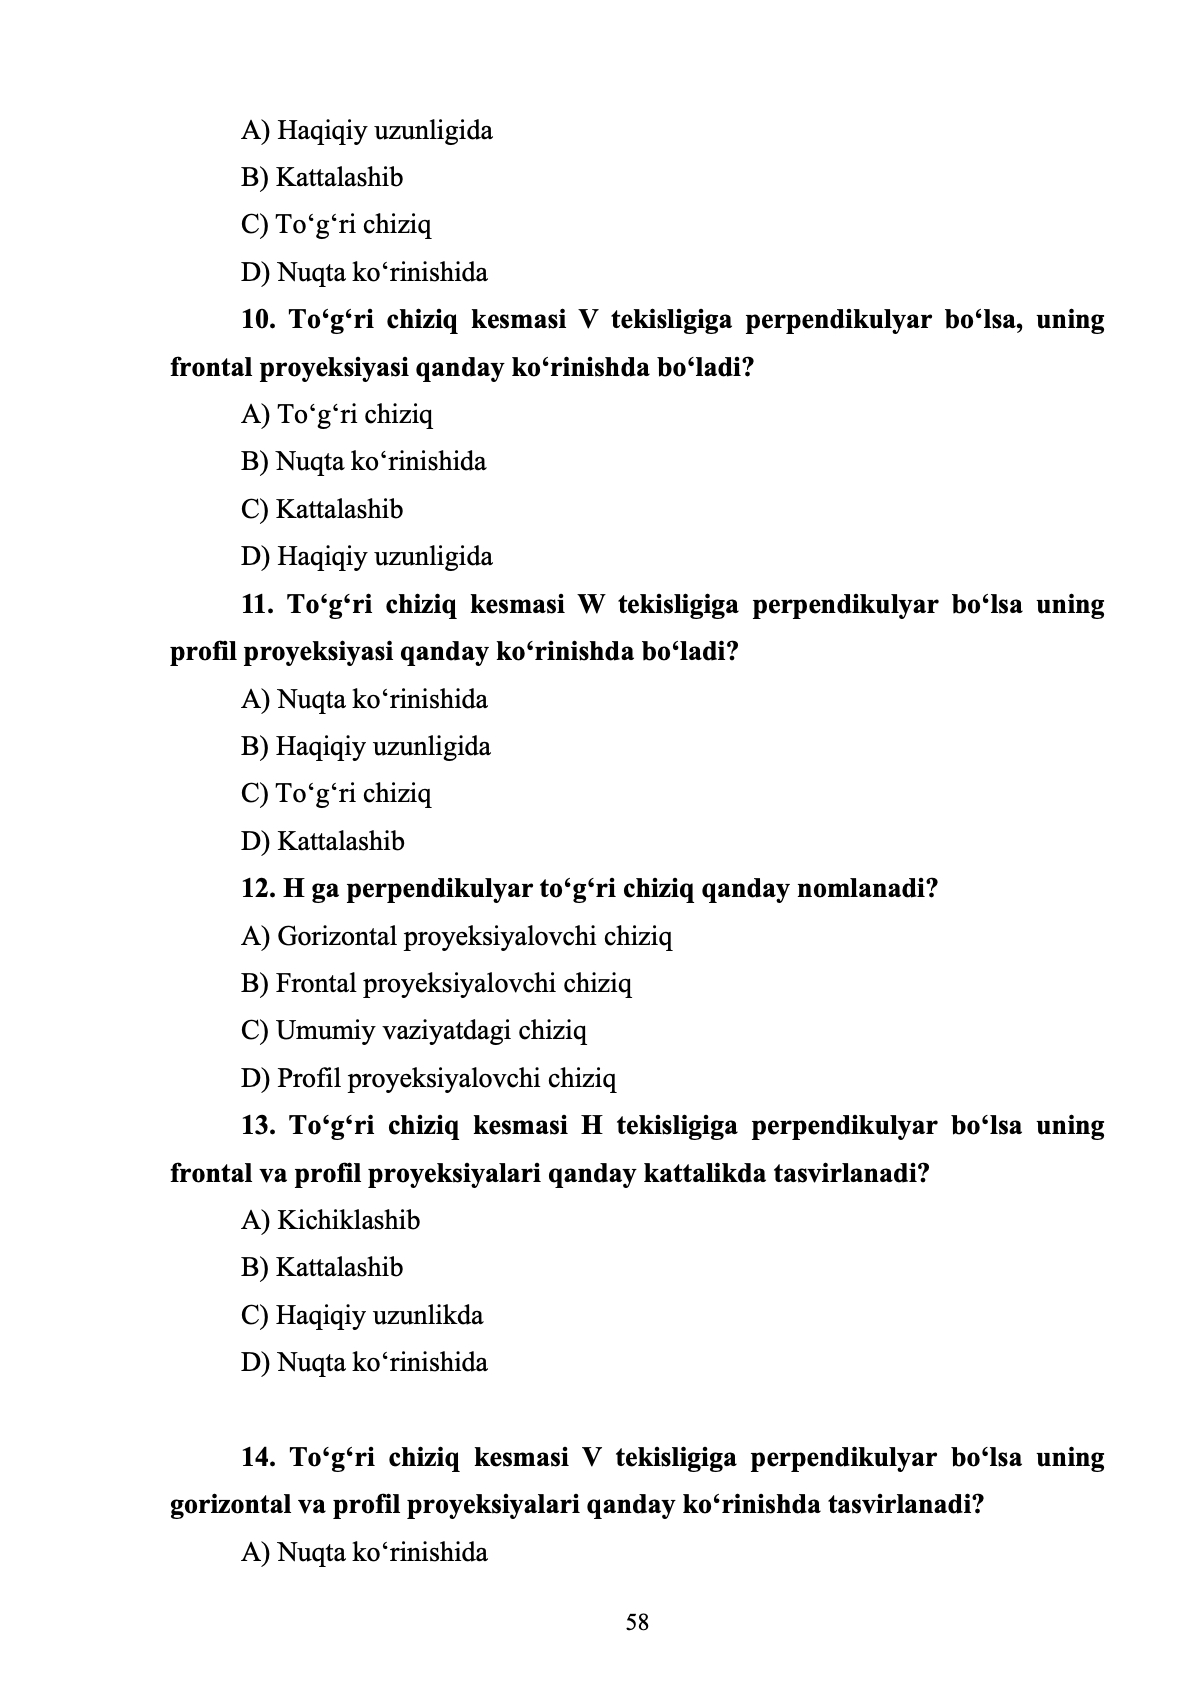 A) Haqiqiy uzunligida
B) Kattalashib
C) To‘g‘ri chiziq
D) Nuqta ko‘rinishida
10. To‘g‘ri chiziq kesmasi V tekisligiga perpendikulyar bo‘lsa, uning
frontal proyeksiyasi qanday ko‘rinishda bo‘ladi?
A) To‘g‘ri chiziq
B) Nuqta ko‘rinishida
C) Kattalashib
D) Haqiqiy uzunligida
11. To‘g‘ri chiziq kesmasi W tekisligiga perpendikulyar bo‘lsa uning
profil proyeksiyasi qanday ko‘rinishda bo‘ladi?
A) Nuqta ko‘rinishida
B) Haqiqiy uzunligida
C) To‘g‘ri chiziq
D) Kattalashib
12. H ga perpendikulyar to‘g‘ri chiziq qanday nomlanadi?
A) Gorizontal proyeksiyalovchi chiziq
B) Frontal proyeksiyalovchi chiziq
C) Umumiy vaziyatdagi chiziq
D) Profil proyeksiyalovchi chiziq
13. To‘g‘ri chiziq kesmasi H tekisligiga perpendikulyar bo‘lsa uning
frontal va profil proyeksiyalari qanday kattalikda tasvirlanadi?
A) Kichiklashib
B) Kattalashib
C) Haqiqiy uzunlikda
D) Nuqta ko‘rinishida
14. To‘g‘ri chiziq kesmasi V tekisligiga perpendikulyar bo‘lsa uning
gorizontal va profil proyeksiyalari qanday ko‘rinishda tasvirlanadi?
A) Nuqta ko‘rinishida
58